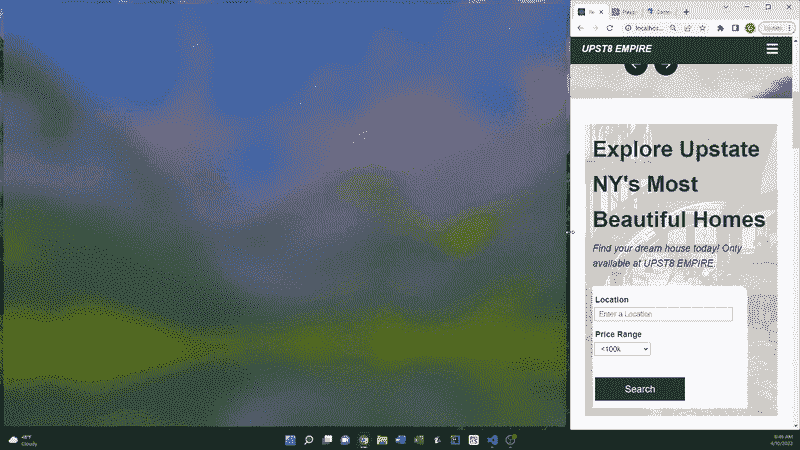 localhos...
UPST8 EMPIRE
Explore Upstate
NY's Most
Beautiful Homes
Find your dream house today! Only
available at UPST8 EMPIRE.
Location
Enter a Location
Price Range
<100k
Search
48°F
Cloudy